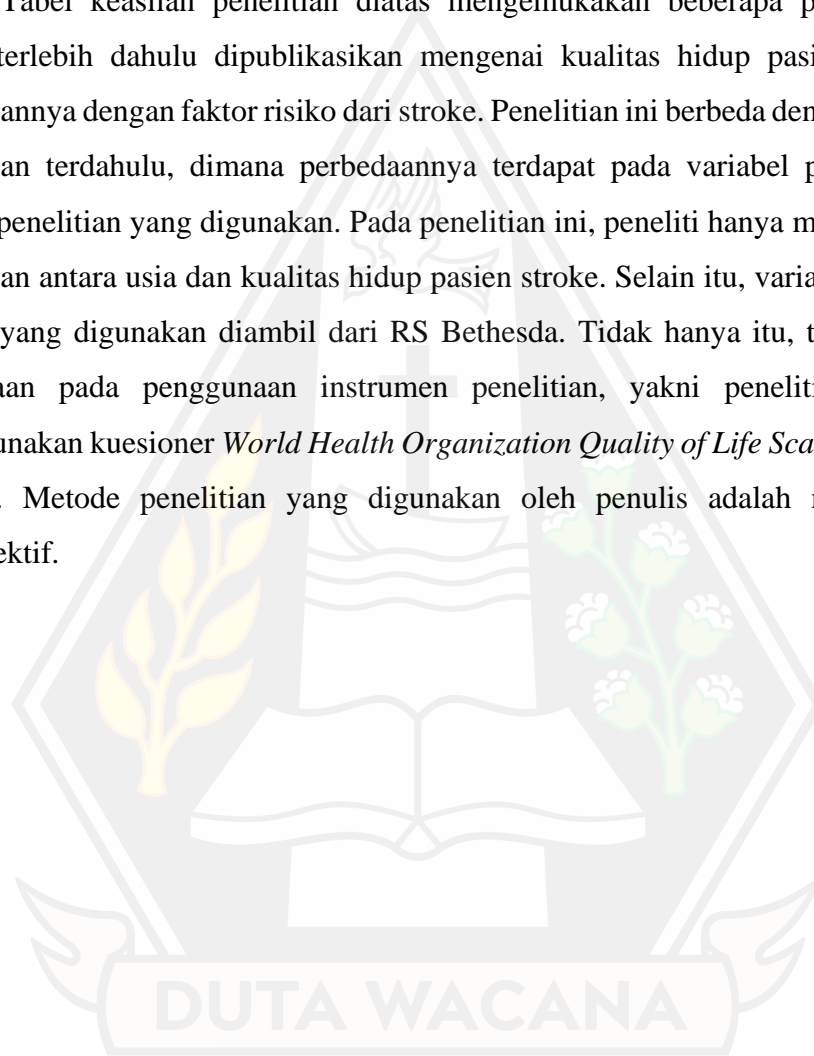 Tabel keaslian penelitian diatas mengemukakan beberapa p
terlebih dahulu dipublikasikan mengenai kualitas hidup pasi
annya dengan faktor risiko dari stroke. Penelitian ini berbeda den
an terdahulu, dimana perbedaannya terdapat pada variabel p
penelitian yang digunakan. Pada penelitian ini, peneliti hanya m
an antara usia dan kualitas hidup pasien stroke. Selain itu, varia
yang digunakan diambil dari RS Bethesda. Tidak hanya itu, t
aan pada penggunaan instrumen penelitian, yakni peneliti
unakan kuesioner World Health Organization Quality of Life Sca
. Metode penelitian yang digunakan oleh penulis adalah
ektif.
DUTA WACANA